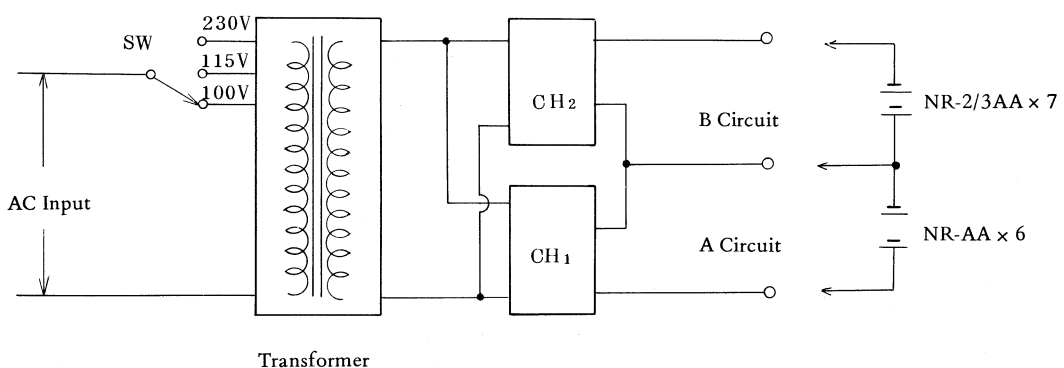 230V
SW
115V
100V
AC Input
CH2
B Circuit
NR-2/3AA × 7
CH1
A Circuit
NR-AA × 6
Transformer